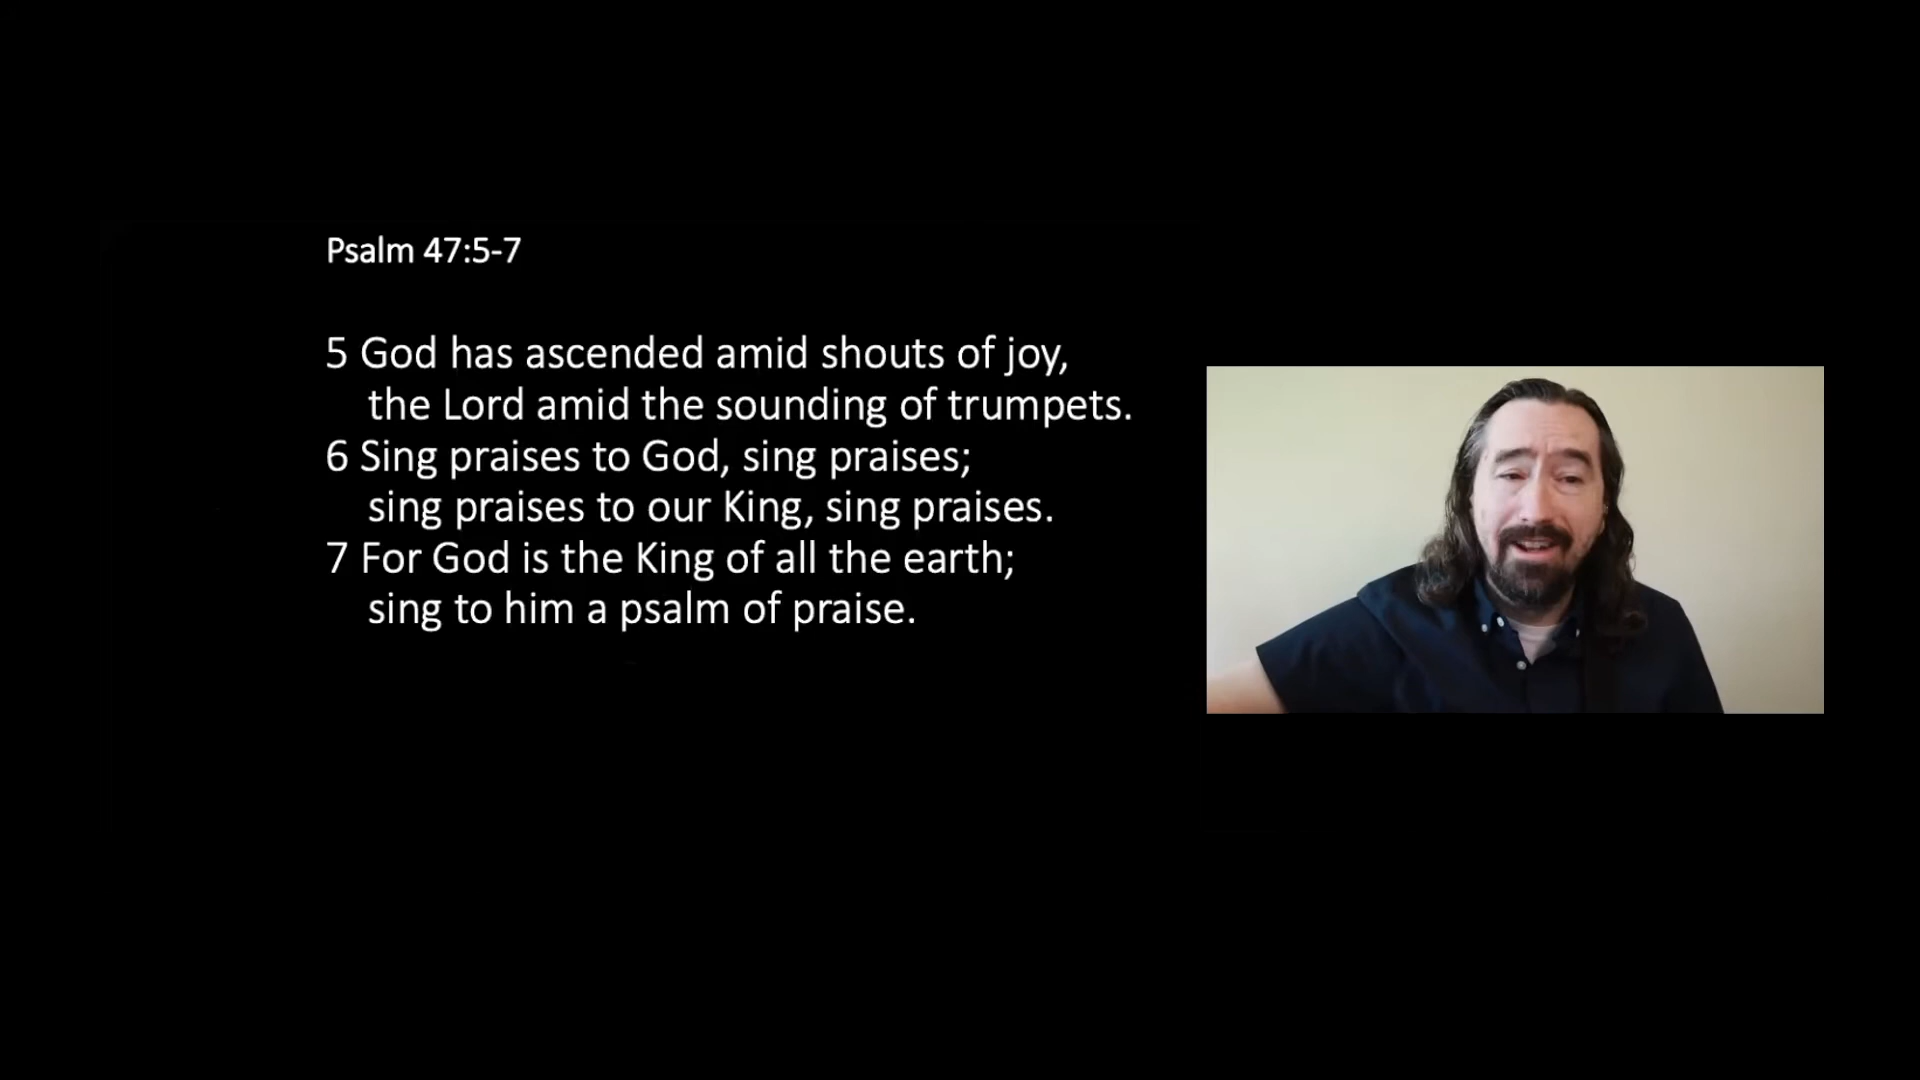 Psalm 47:5-7
5 God has ascended amid shouts of joy,
the Lord amid the sounding of trumpets.
6 Sing praises to God, sing praises;
sing praises to our King, sing praises.
7 For God is the King of all the earth;
sing to him a psalm of praise.